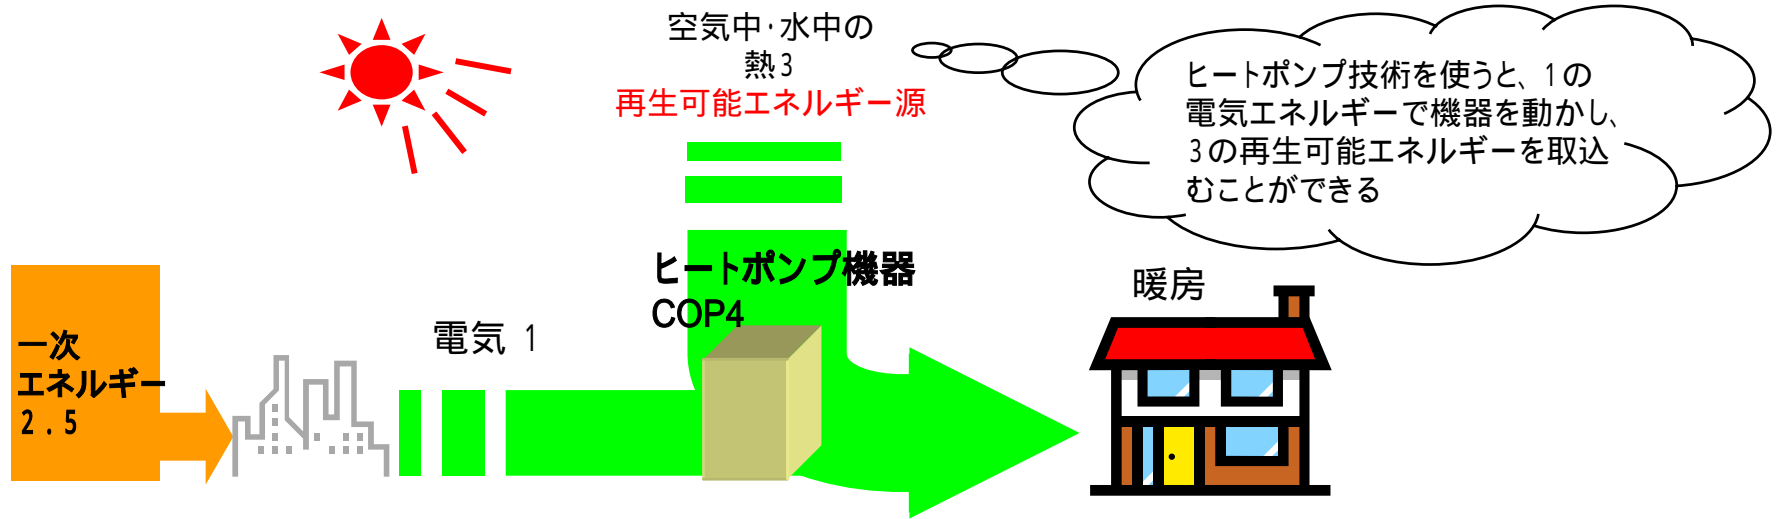 空気中・水中の
熱3
再生可能エネルギー源
ヒートポンプ技術を使うと、1の
電気エネルギーで機器を動かし、
3の再生可能エネルギーを取込
むことができる
ヒートポンプ機器
COP4
暖房
電気 1
一次
エネルギー
2.5